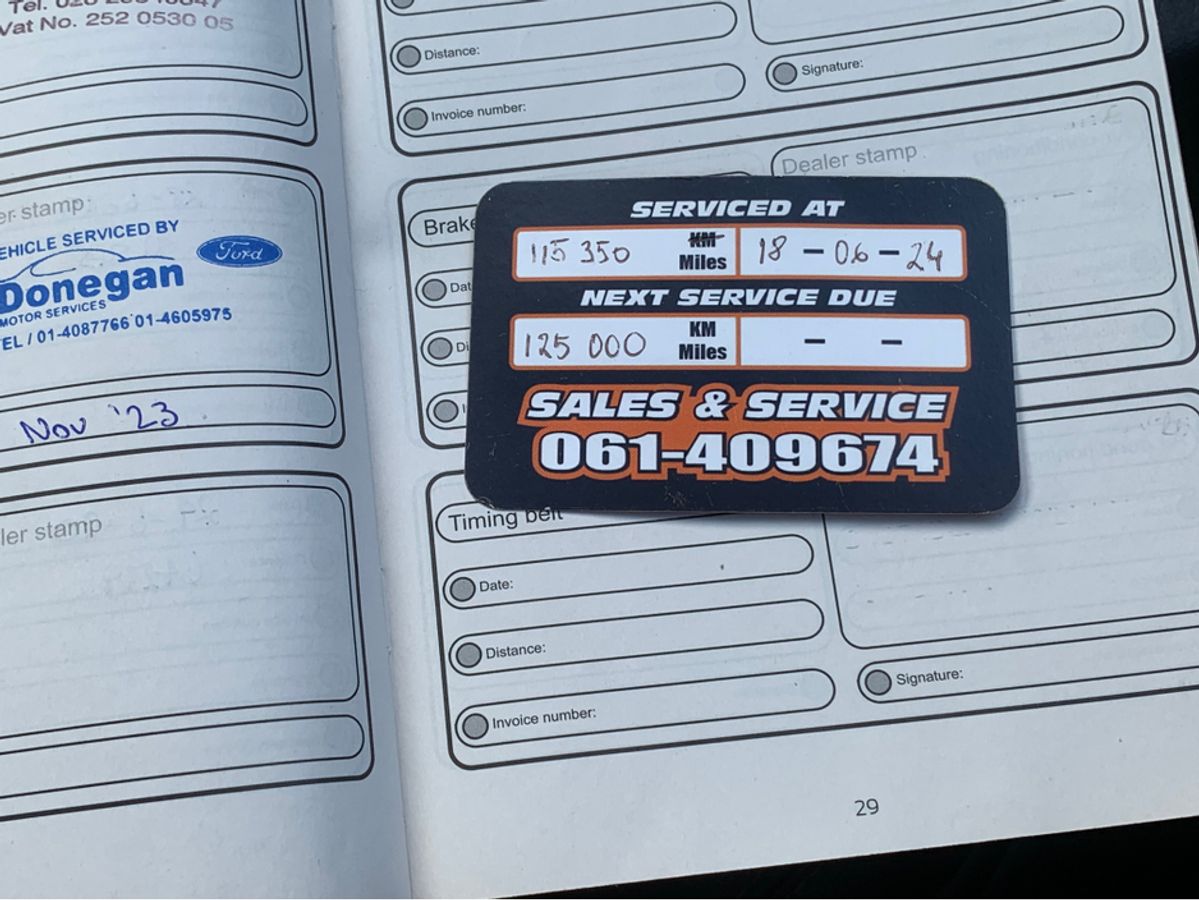 Vat No. 252 0530 05
er stamp:
EHICLE SERVICED BY
Ford
Donegan
MOTOR SERVICES
EL / 01-4087766 01-4605975
Nov '23
ler stamp
Distance:
Signature:
Invoice number:
Dealer stamp
Brake
SERVICED AT
115 350 KM Miles 18 - 06 - 24
NEXT SERVICE DUE
125 000 KM Miles - -
SALES & SERVICE
061-409674
Timing belt
Date:
Distance:
Signature:
Invoice number:
29